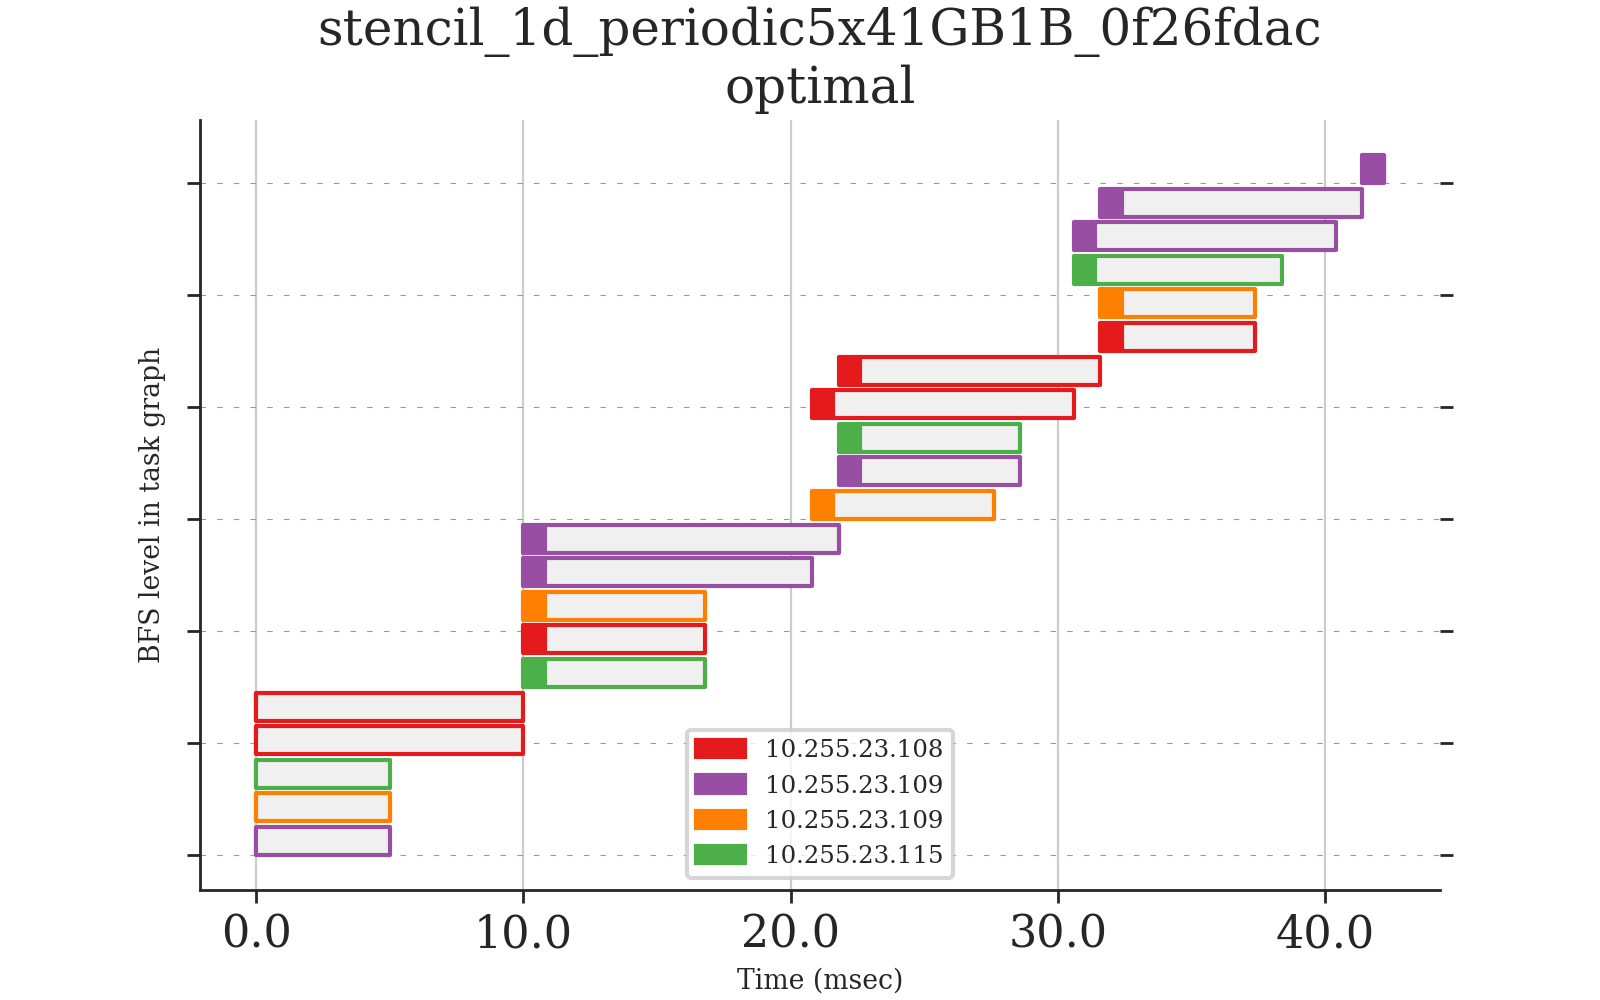 stencil_1d_periodic5x41GB1B_0f26fdac
optimal
BFS level in task graph
10.255.23.108
10.255.23.109
10.255.23.109
10.255.23.115
0.0 10.0 20.0 30.0 40.0
Time (msec)